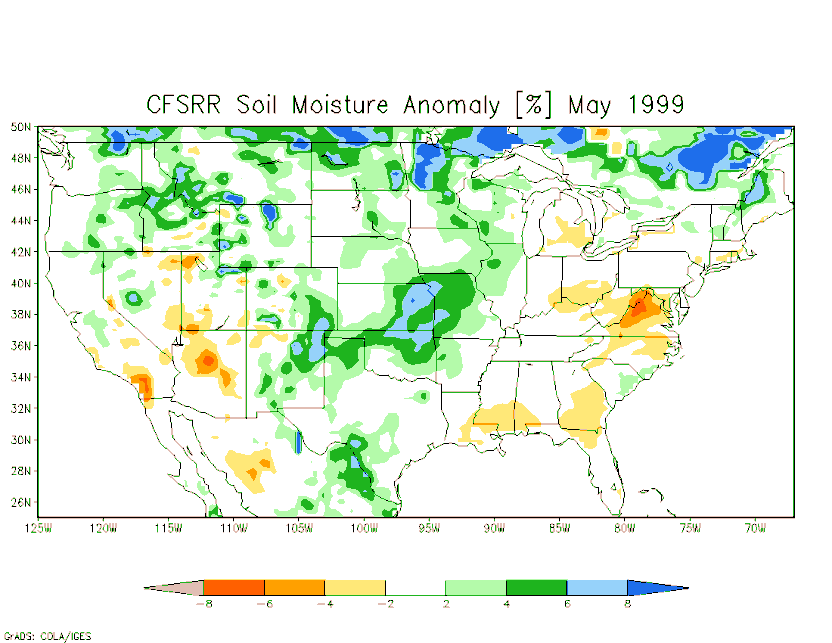 CFSRR Soil Moisture Anomaly [%] May 1999
50N
48N
46N
44N
42N
40N
38N
36N
34N
32N
30N
28N
26N
125W 120W 115W 110W 105W 100W 95W 90W 85W 80W 75W 70W
-8 -6 -4 -2 2 4 6 8
GrADS: COLA/IGES